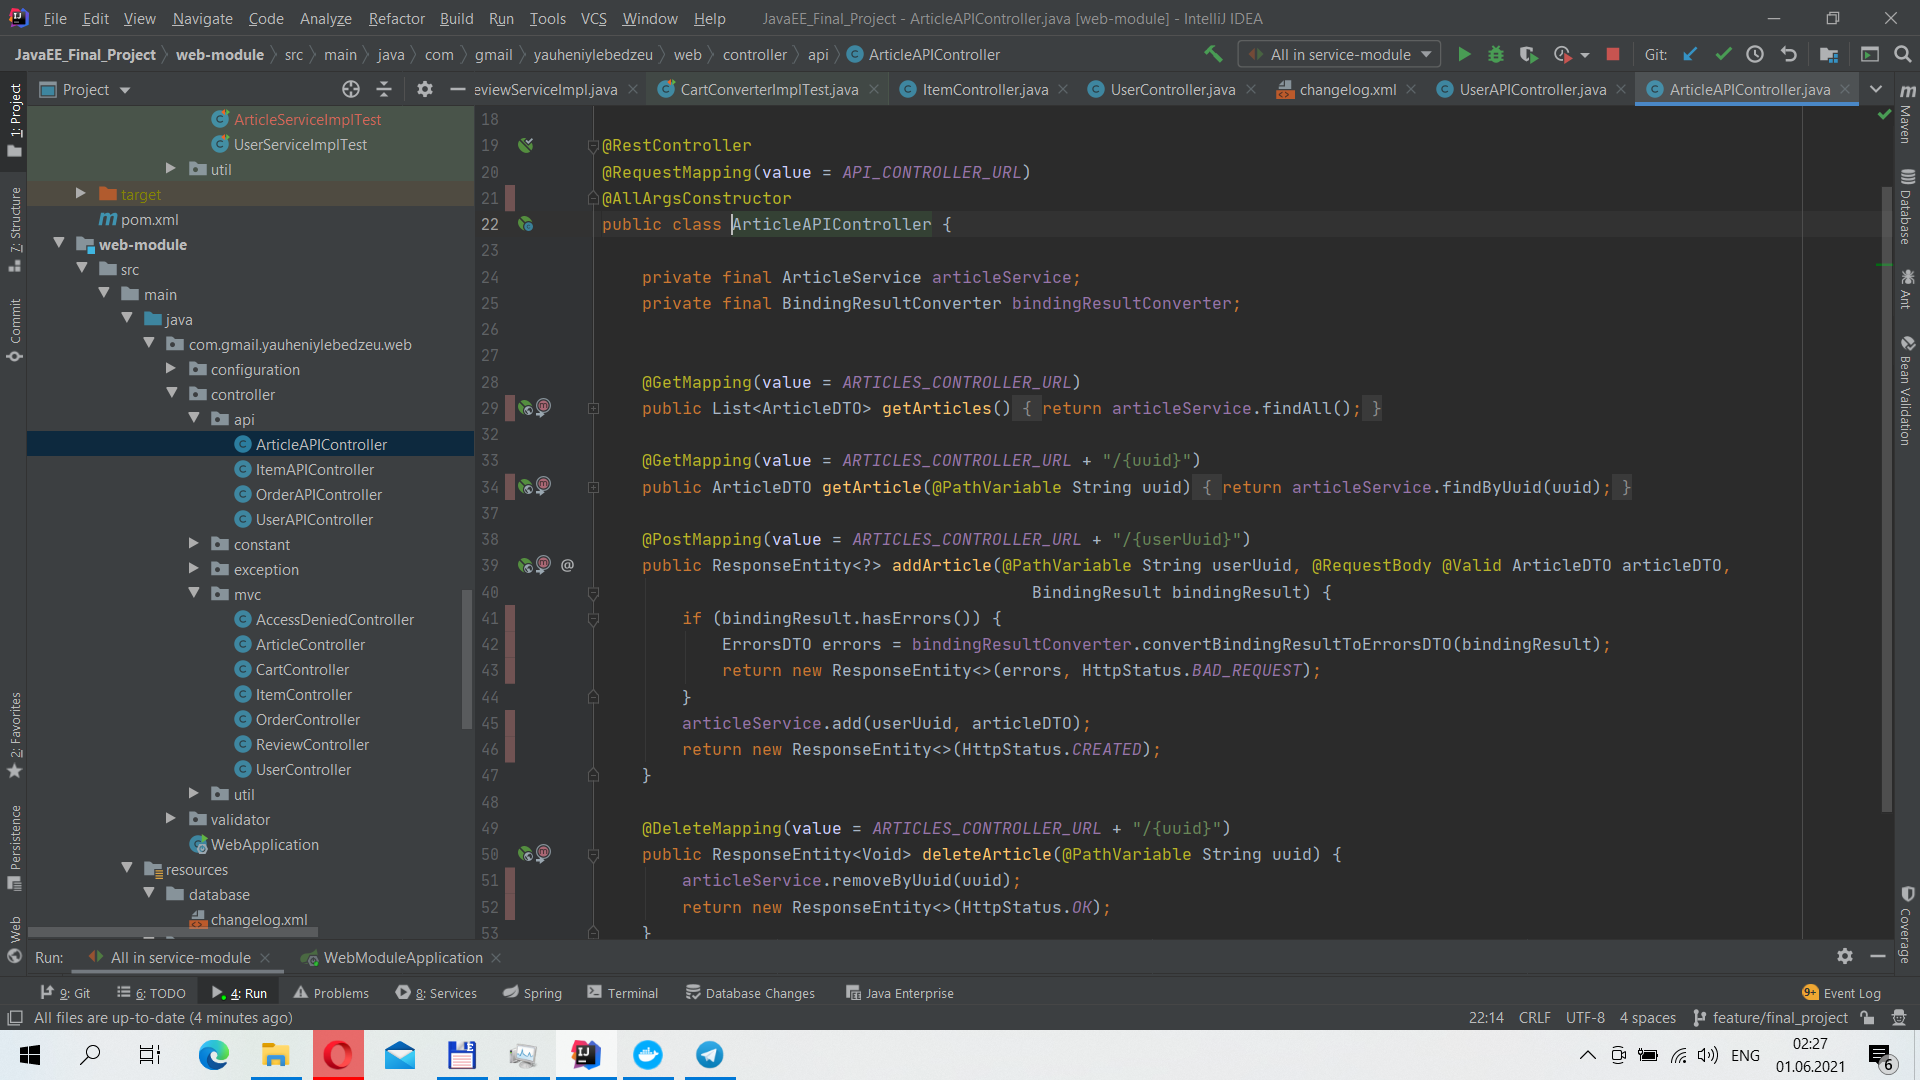 File Edit View Navigate Code Analyze Refactor Build Run Tools VCS Window Help JavaEE_Final_Project - ArticleAPIController.java [web-module] - IntelliJ IDEA
JavaEE_Final_Project web-module src main java com gmail yauheniylebedzeu web controller api ArticleAPIController All in service-module Git:
Project eviewServiceImpl.java CartConverterImplTest.java ItemController.java UserController.java changelog.xml UserAPIController.java ArticleAPIController.java
1: Project
7: Structure
Commit
2: Favorites
Persistence
Web
ArticleServiceImplTest
UserServiceImplTest
util
target
pom.xml
web-module
src
main
java
com.gmail.yauheniylebedzeu.web
configuration
controller
api
ArticleAPIController
ItemAPIController
OrderAPIController
UserAPIController
constant
exception
mvc
AccessDeniedController
ArticleController
CartController
ItemController
OrderController
ReviewController
UserController
util
validator
WebApplication
resources
database
changelog.xml
18
19 @RestController
20 @RequestMapping(value = API_CONTROLLER_URL)
21 @AllArgsConstructor
22 public class ArticleAPIController {
23
24 private final ArticleService articleService;
25 private final BindingResultConverter bindingResultConverter;
26
27
28 @GetMapping(value = ARTICLES_CONTROLLER_URL)
29 public List<ArticleDTO> getArticles() { return articleService.findAll(); }
32
33 @GetMapping(value = ARTICLES_CONTROLLER_URL + "/{uuid}")
34 public ArticleDTO getArticle(@PathVariable String uuid) { return articleService.findByUuid(uuid); }
37
38 @PostMapping(value = ARTICLES_CONTROLLER_URL + "/{userUuid}")
39 @ public ResponseEntity<?> addArticle(@PathVariable String userUuid, @RequestBody @Valid ArticleDTO articleDTO,
40 BindingResult bindingResult) {
41 if (bindingResult.hasErrors()) {
42 ErrorsDTO errors = bindingResultConverter.convertBindingResultToErrorsDTO(bindingResult);
43 return new ResponseEntity<>(errors, HttpStatus.BAD_REQUEST);
44 }
45 articleService.add(userUuid, articleDTO);
46 return new ResponseEntity<>(HttpStatus.CREATED);
47 }
48
49 @DeleteMapping(value = ARTICLES_CONTROLLER_URL + "/{uuid}")
50 public ResponseEntity<Void> deleteArticle(@PathVariable String uuid) {
51 articleService.removeByUuid(uuid);
52 return new ResponseEntity<>(HttpStatus.OK);
53 }
Maven
Database
Ant
Bean Validation
Coverage
Run: All in service-module WebModuleApplication
9: Git 6: TODO 4: Run Problems 8: Services Spring Terminal Database Changes Java Enterprise 9+ Event Log
All files are up-to-date (4 minutes ago) 22:14 CRLF UTF-8 4 spaces feature/final_project
ENG 02:27
01.06.2021 6